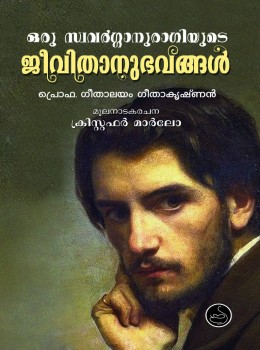 ഒരു സ്വവർഗ്ഗാനുരാഗിയുടെ
ജീവിതാനുഭവങ്ങൾ
പ്രൊഫ. ഗീതാലയം ഗീതാകൃഷ്ണൻ
മൂലനാടകരചന
ക്രിസ്റ്റഫർ മാർലോ